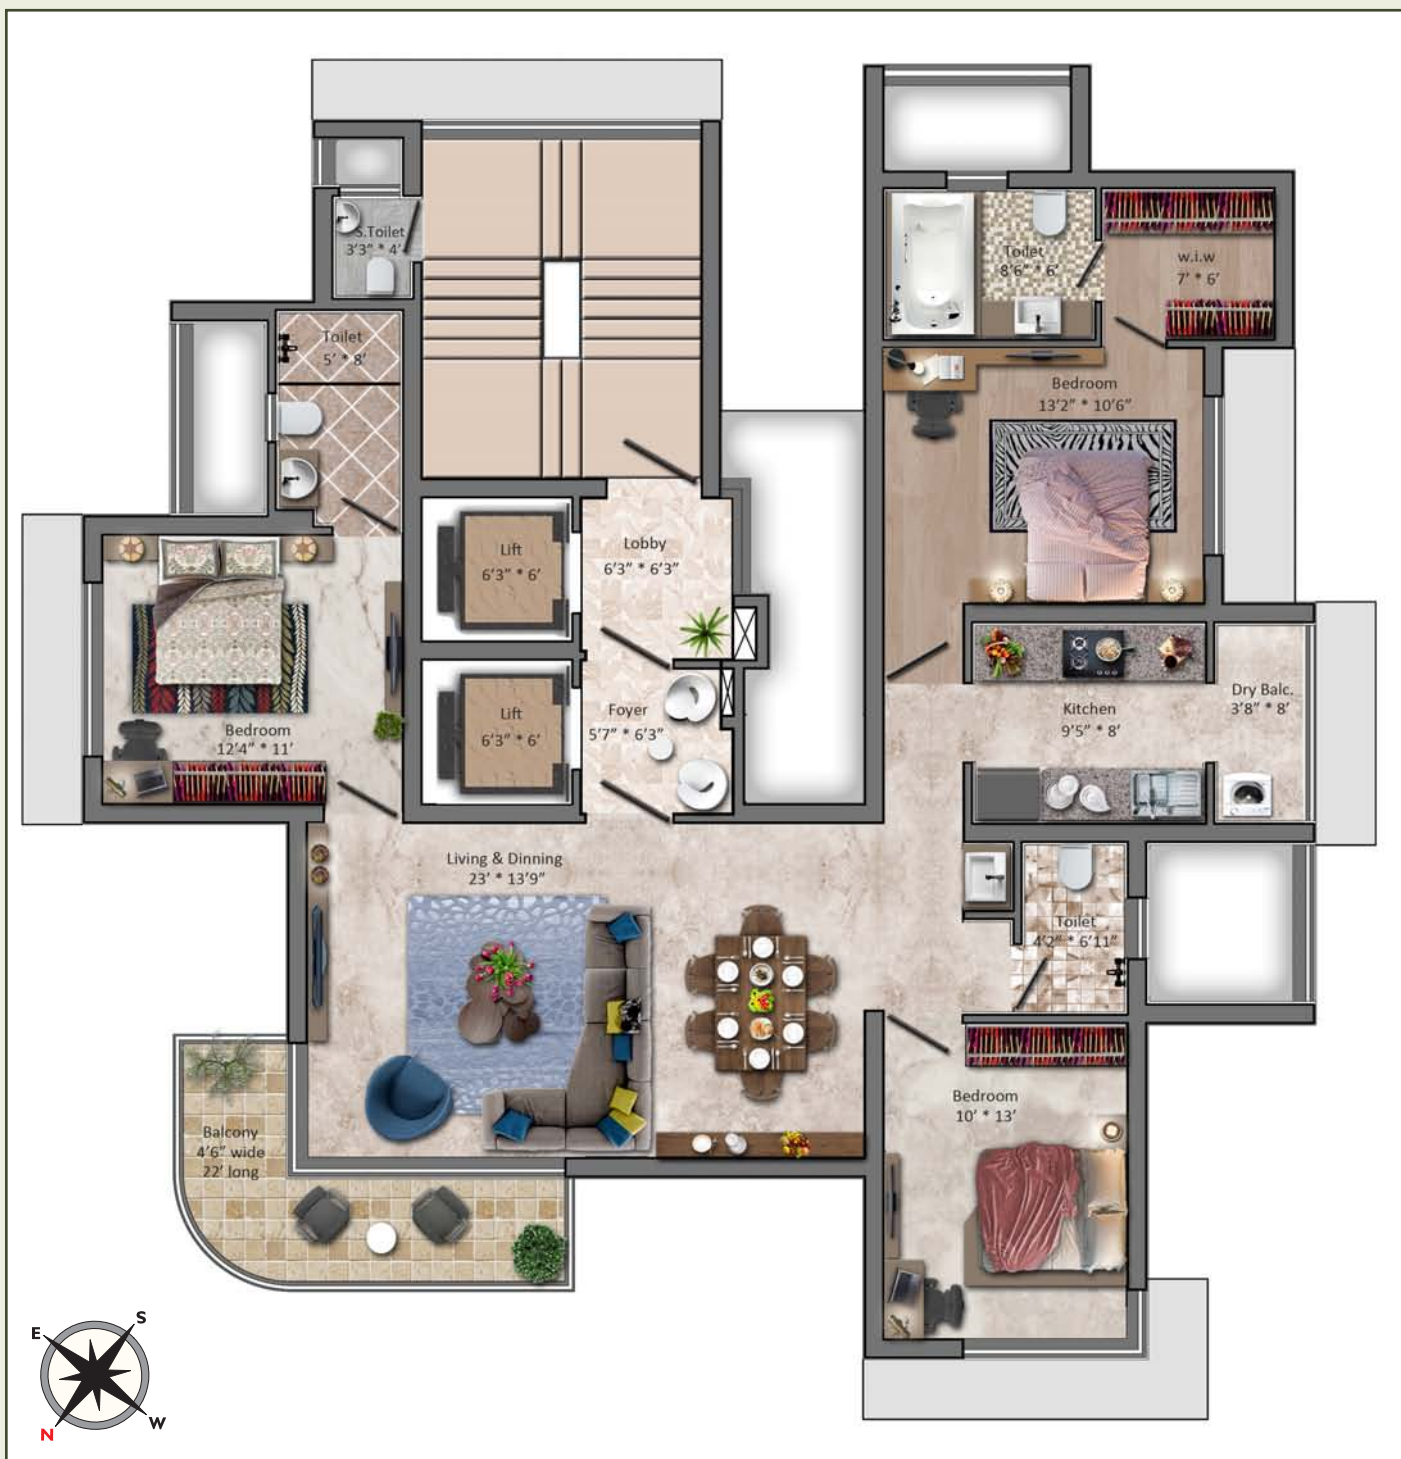 S.Toilet
3'3" * 4'
Toilet
8'6" * 6'
w.i.w
7' * 6'
Toilet
5' * 8'
Bedroom
13'2" * 10'6"
Lift
6'3" * 6'
Lobby
6'3" * 6'3"
Bedroom
12'4" * 11'
Lift
6'3" * 6'
Foyer
5'7" * 6'3"
Kitchen
9'5" * 8'
Dry Balc.
3'8" * 8'
Living & Dinning
23' * 13'9"
Toilet
4'2" * 6'11"
Bedroom
10' * 13'
Balcony
4'6" wide
22' long
S
E
W
N